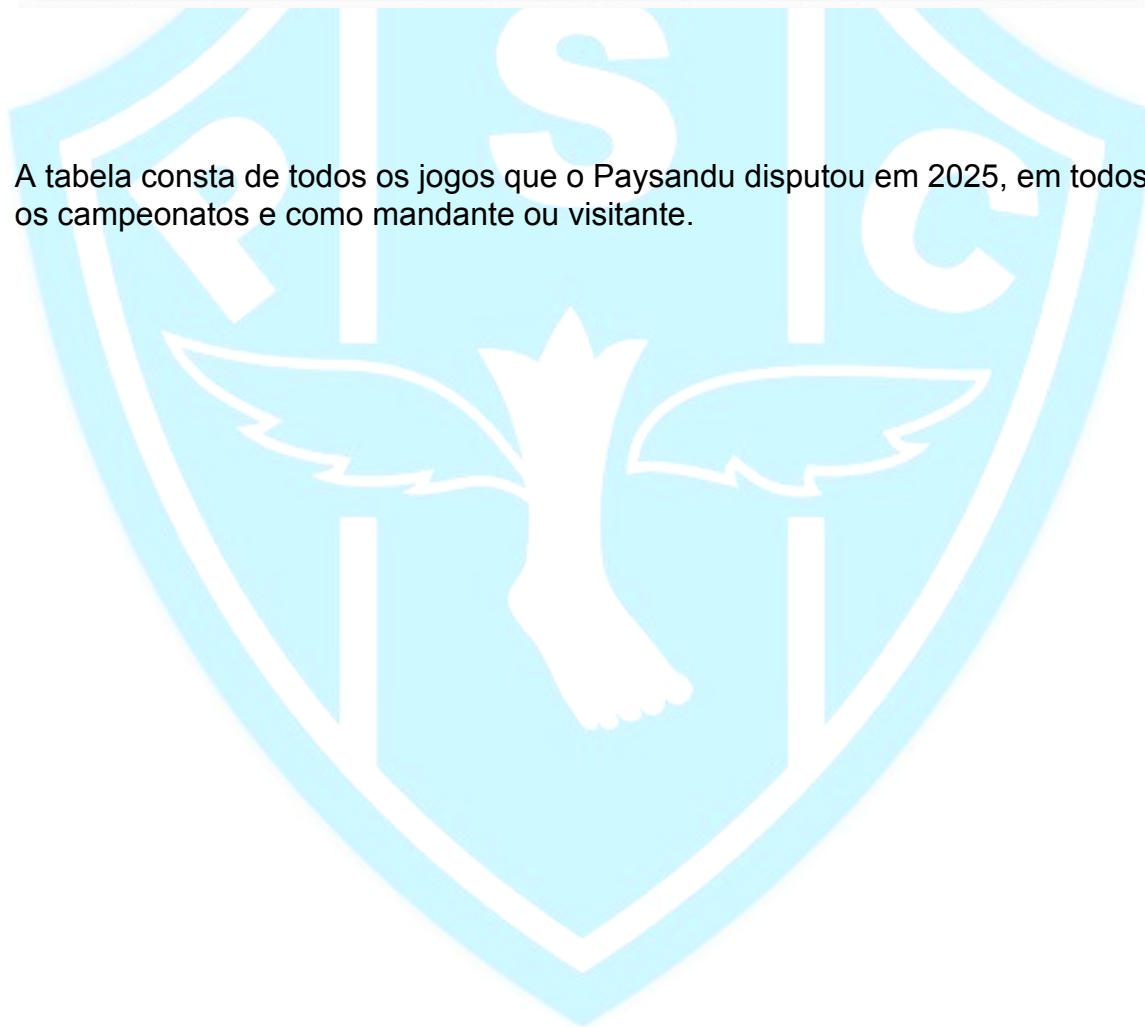 P S C
A tabela consta de todos os jogos que o Paysandu disputou em 2025, em todos
os campeonatos e como mandante ou visitante.